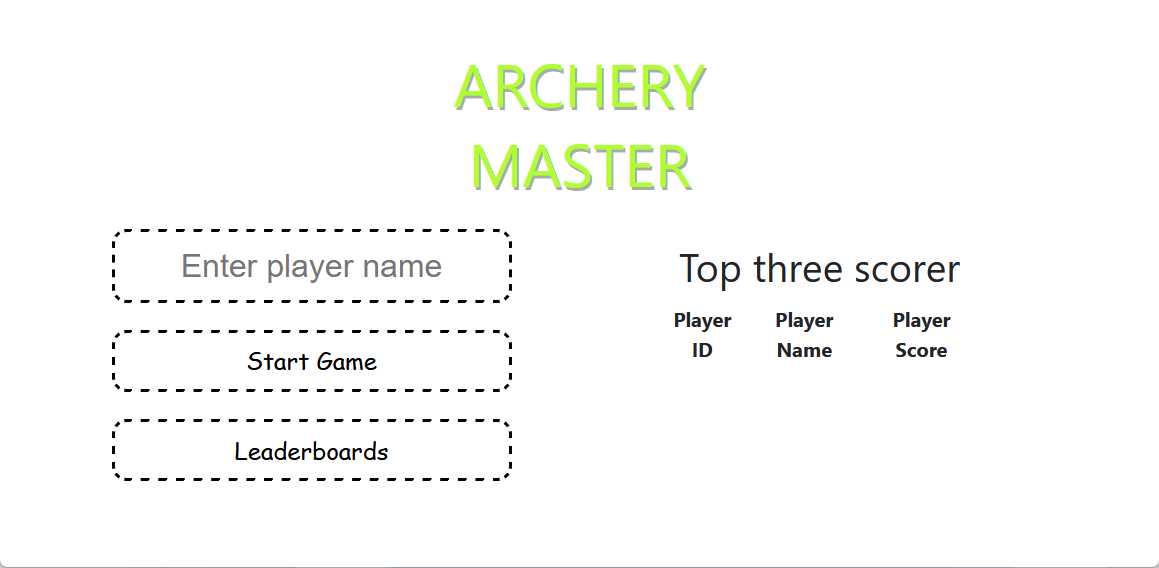 ARCHERY
MASTER
Enter player name
Start Game
Leaderboards
Top three scorer
Player ID
Player Name
Player Score